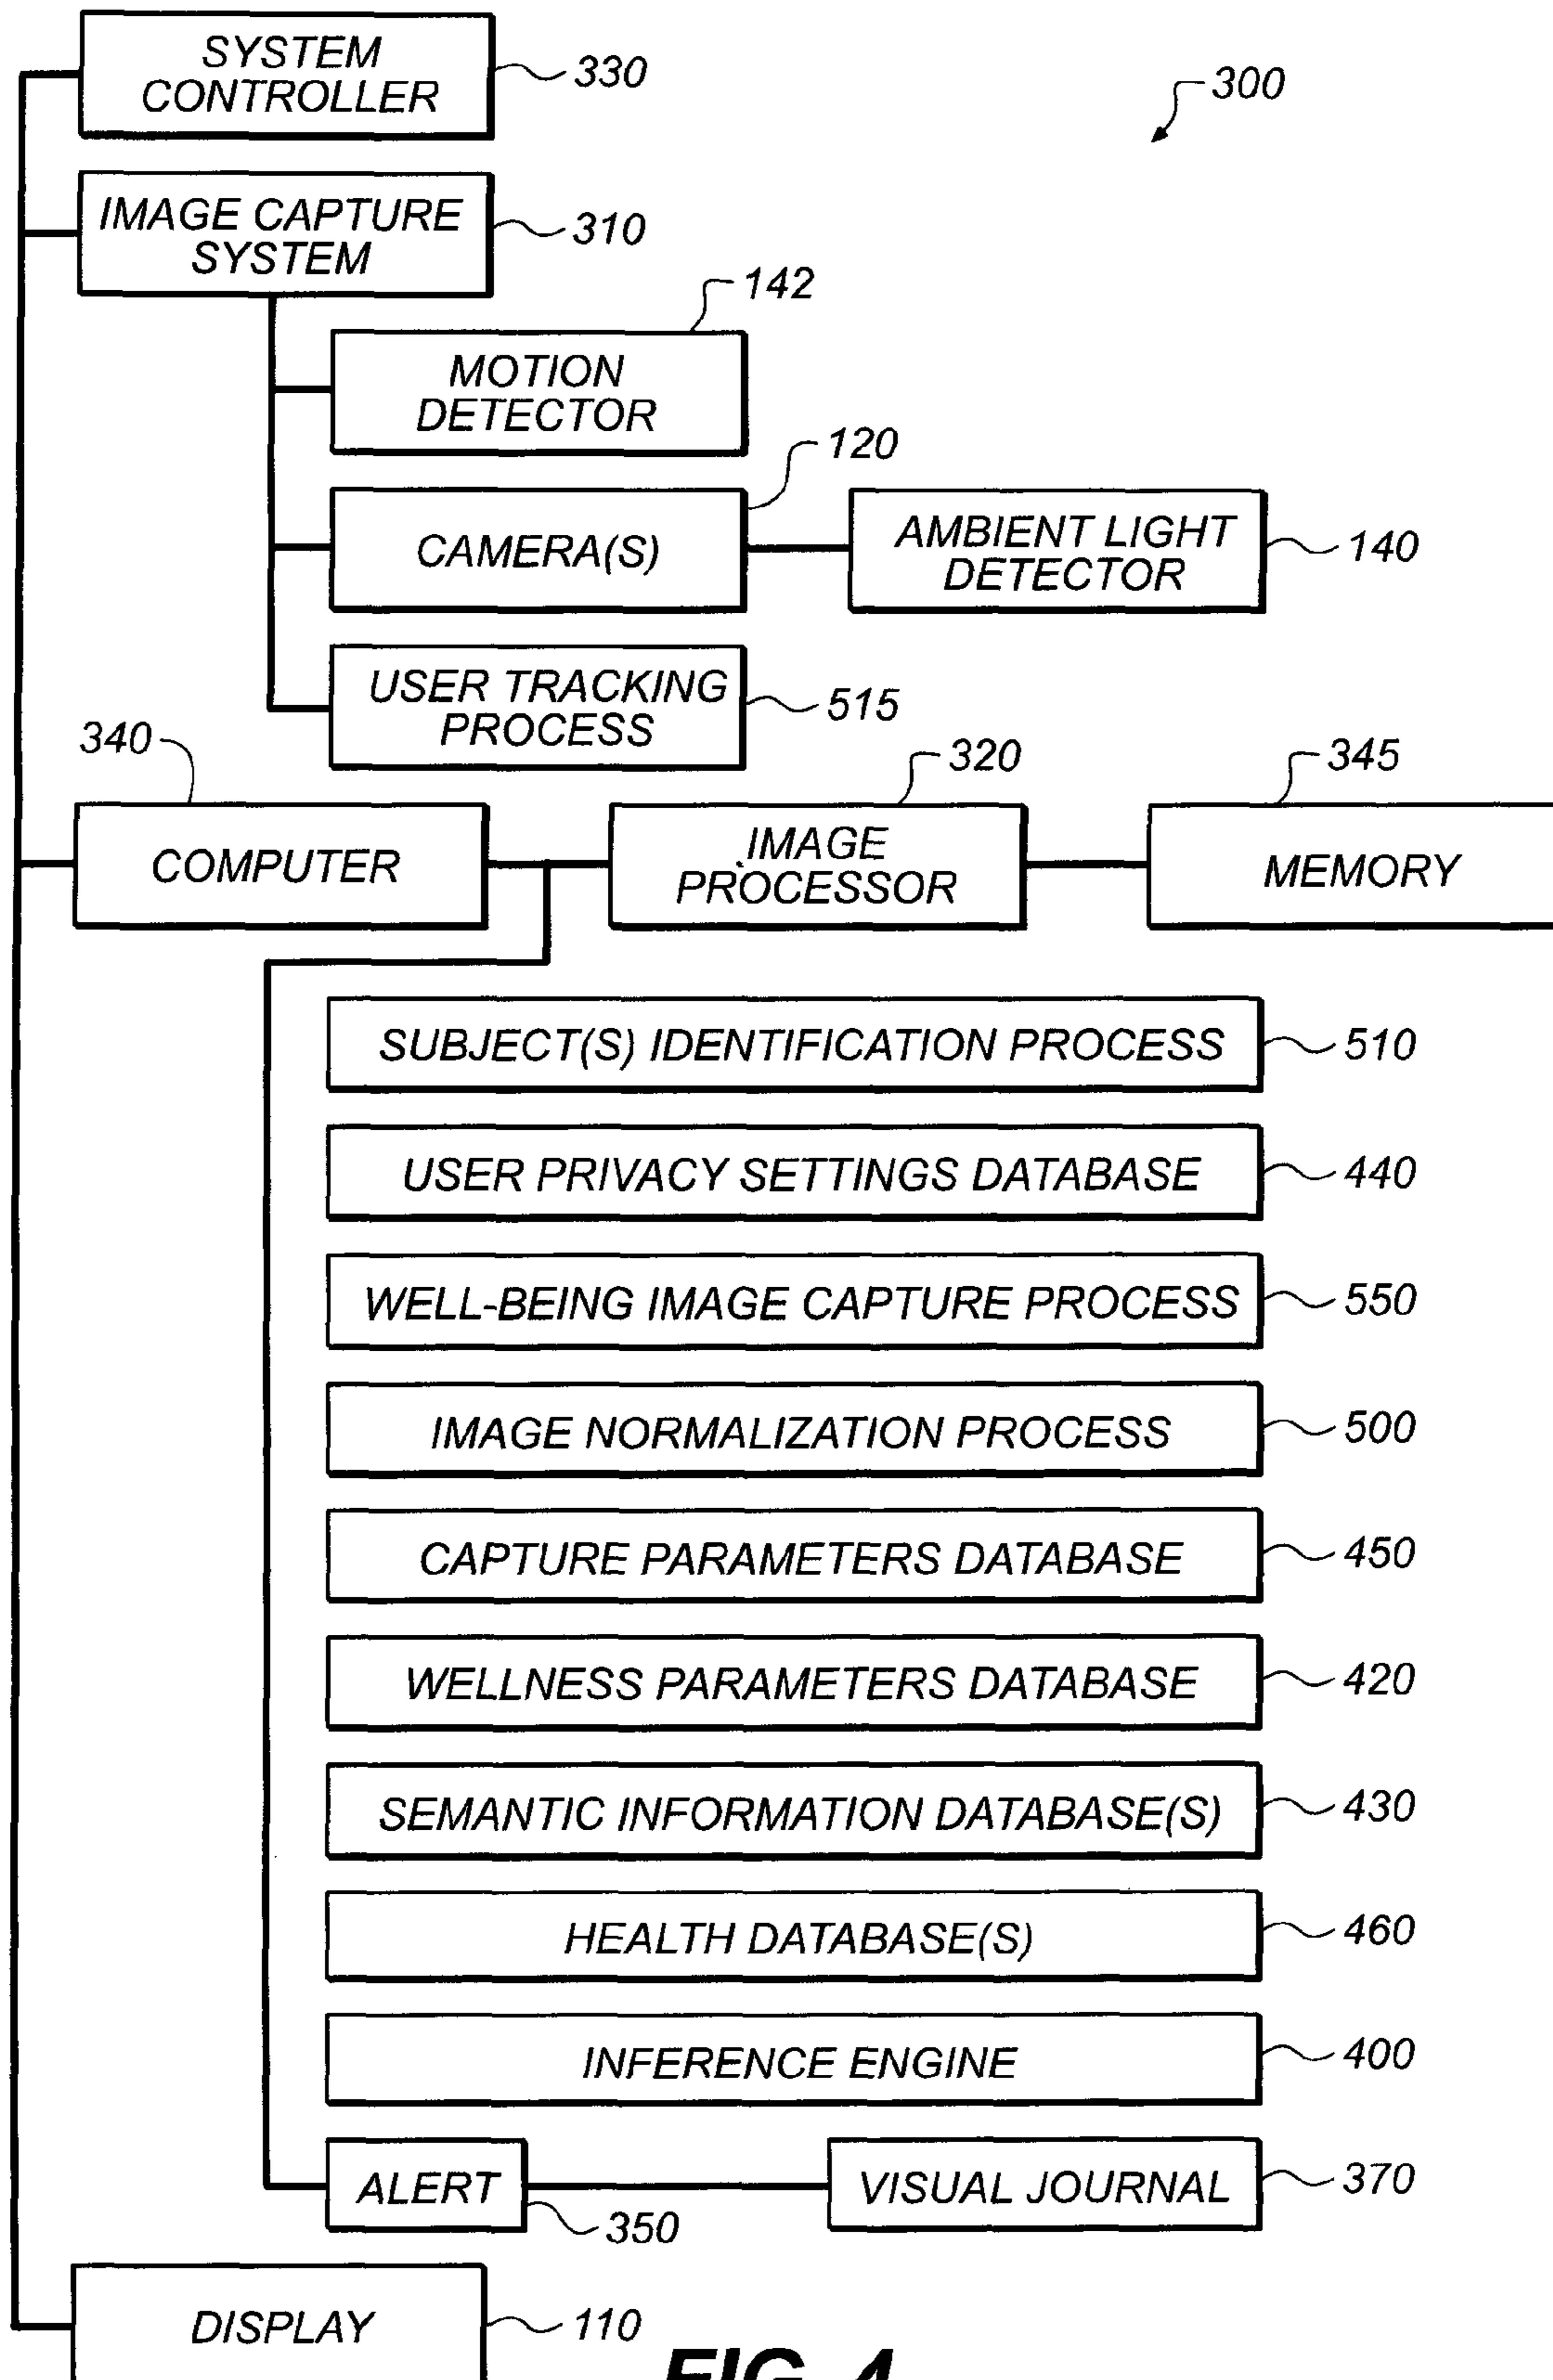 SYSTEM
CONTROLLER
330
300
IMAGE CAPTURE
SYSTEM
310
142
MOTION
DETECTOR
120
CAMERA(S)
AMBIENT LIGHT
DETECTOR
140
USER TRACKING
PROCESS
515
340
320
345
COMPUTER
IMAGE
PROCESSOR
MEMORY
SUBJECT(S) IDENTIFICATION PROCESS
510
USER PRIVACY SETTINGS DATABASE
440
WELL-BEING IMAGE CAPTURE PROCESS
550
IMAGE NORMALIZATION PROCESS
500
CAPTURE PARAMETERS DATABASE
450
WELLNESS PARAMETERS DATABASE
420
SEMANTIC INFORMATION DATABASE(S)
430
HEALTH DATABASE(S)
460
INFERENCE ENGINE
400
ALERT
350
VISUAL JOURNAL
370
DISPLAY
110
FIG. 4